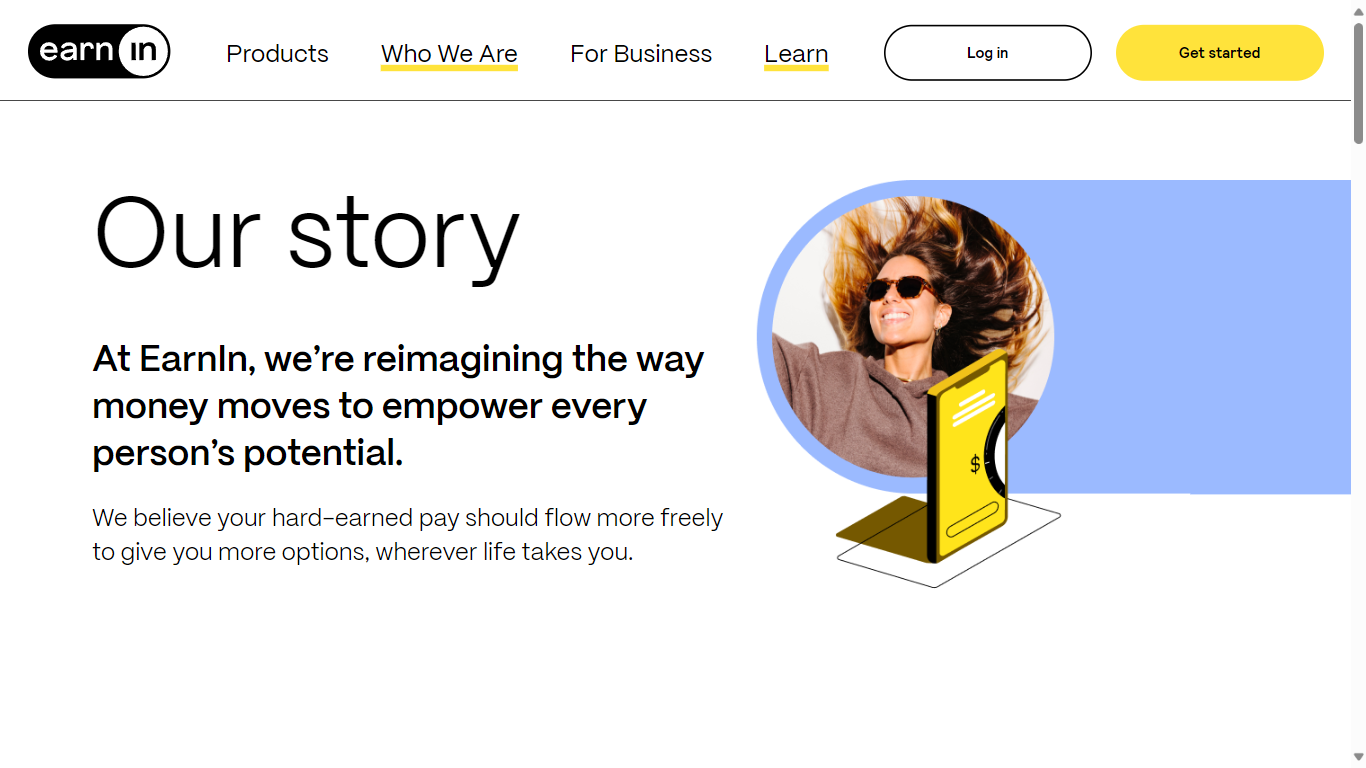 earn in
Products
Who We Are
For Business
Learn
Log in
Get started
Our story
At EarnIn, we’re reimagining the way
money moves to empower every
person’s potential.
We believe your hard-earned pay should flow more freely
to give you more options, wherever life takes you.
$